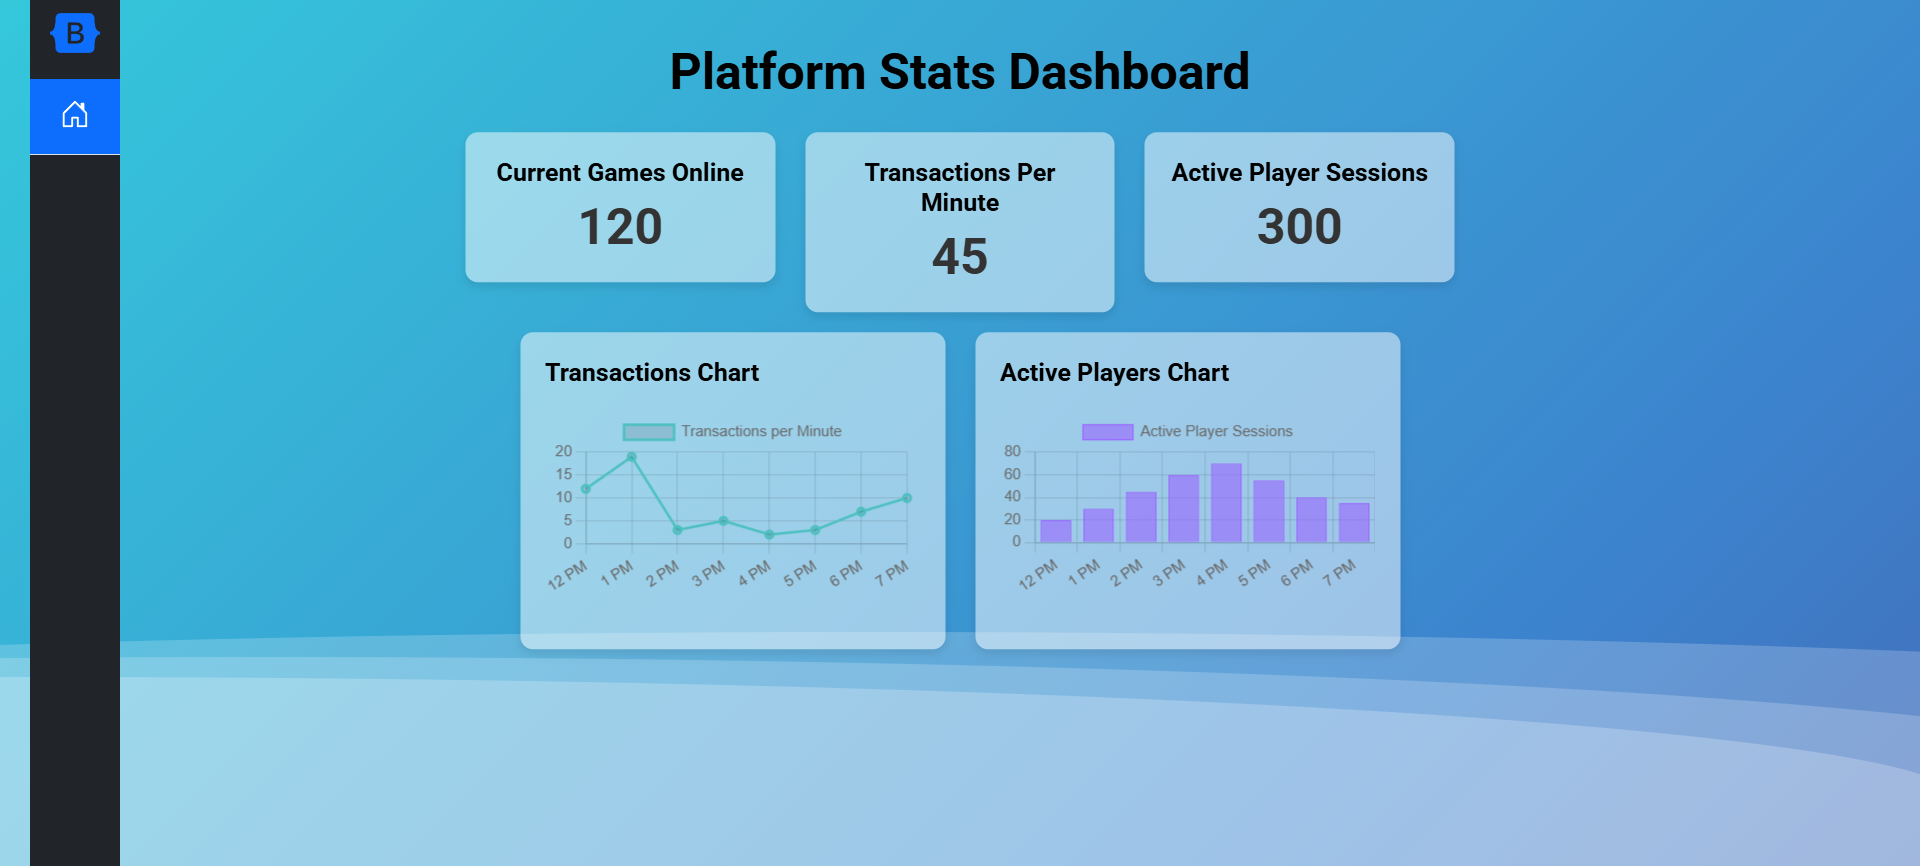 B
Platform Stats Dashboard
Current Games Online
120
Transactions Per
Minute
45
Active Player Sessions
300
Transactions Chart
Transactions per Minute
20
15
10
5
0
12 PM 1 PM 2 PM 3 PM 4 PM 5 PM 6 PM 7 PM
Active Players Chart
Active Player Sessions
80
60
40
20
0
12 PM 1 PM 2 PM 3 PM 4 PM 5 PM 6 PM 7 PM